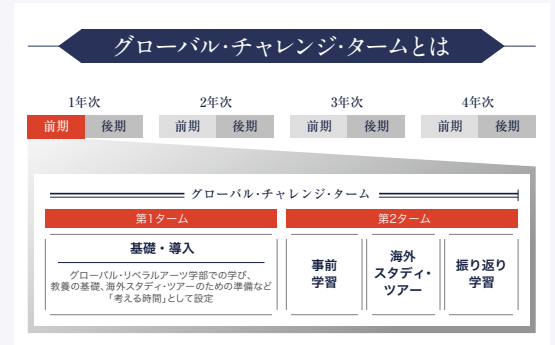 グローバル・チャレンジ・タームとは
1年次 2年次 3年次 4年次
前期 後期 前期 後期 前期 後期 前期 後期
グローバル・チャレンジ・ターム
第1ターム 第2ターム
基礎・導入
グローバル・リベラルアーツ学部での学び、
教養の基礎、海外スタディ・ツアーのための準備など
「考える時間」として設定
事前
学習
海外
スタディ・
ツアー
振り返り
学習